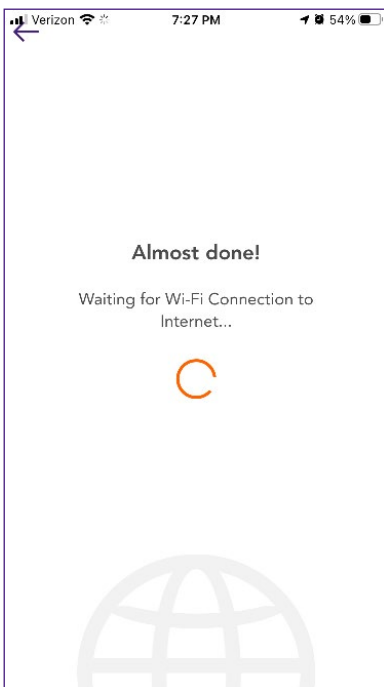 Verizon 7:27 PM 54%
Almost done!
Waiting for Wi-Fi Connection to
Internet...